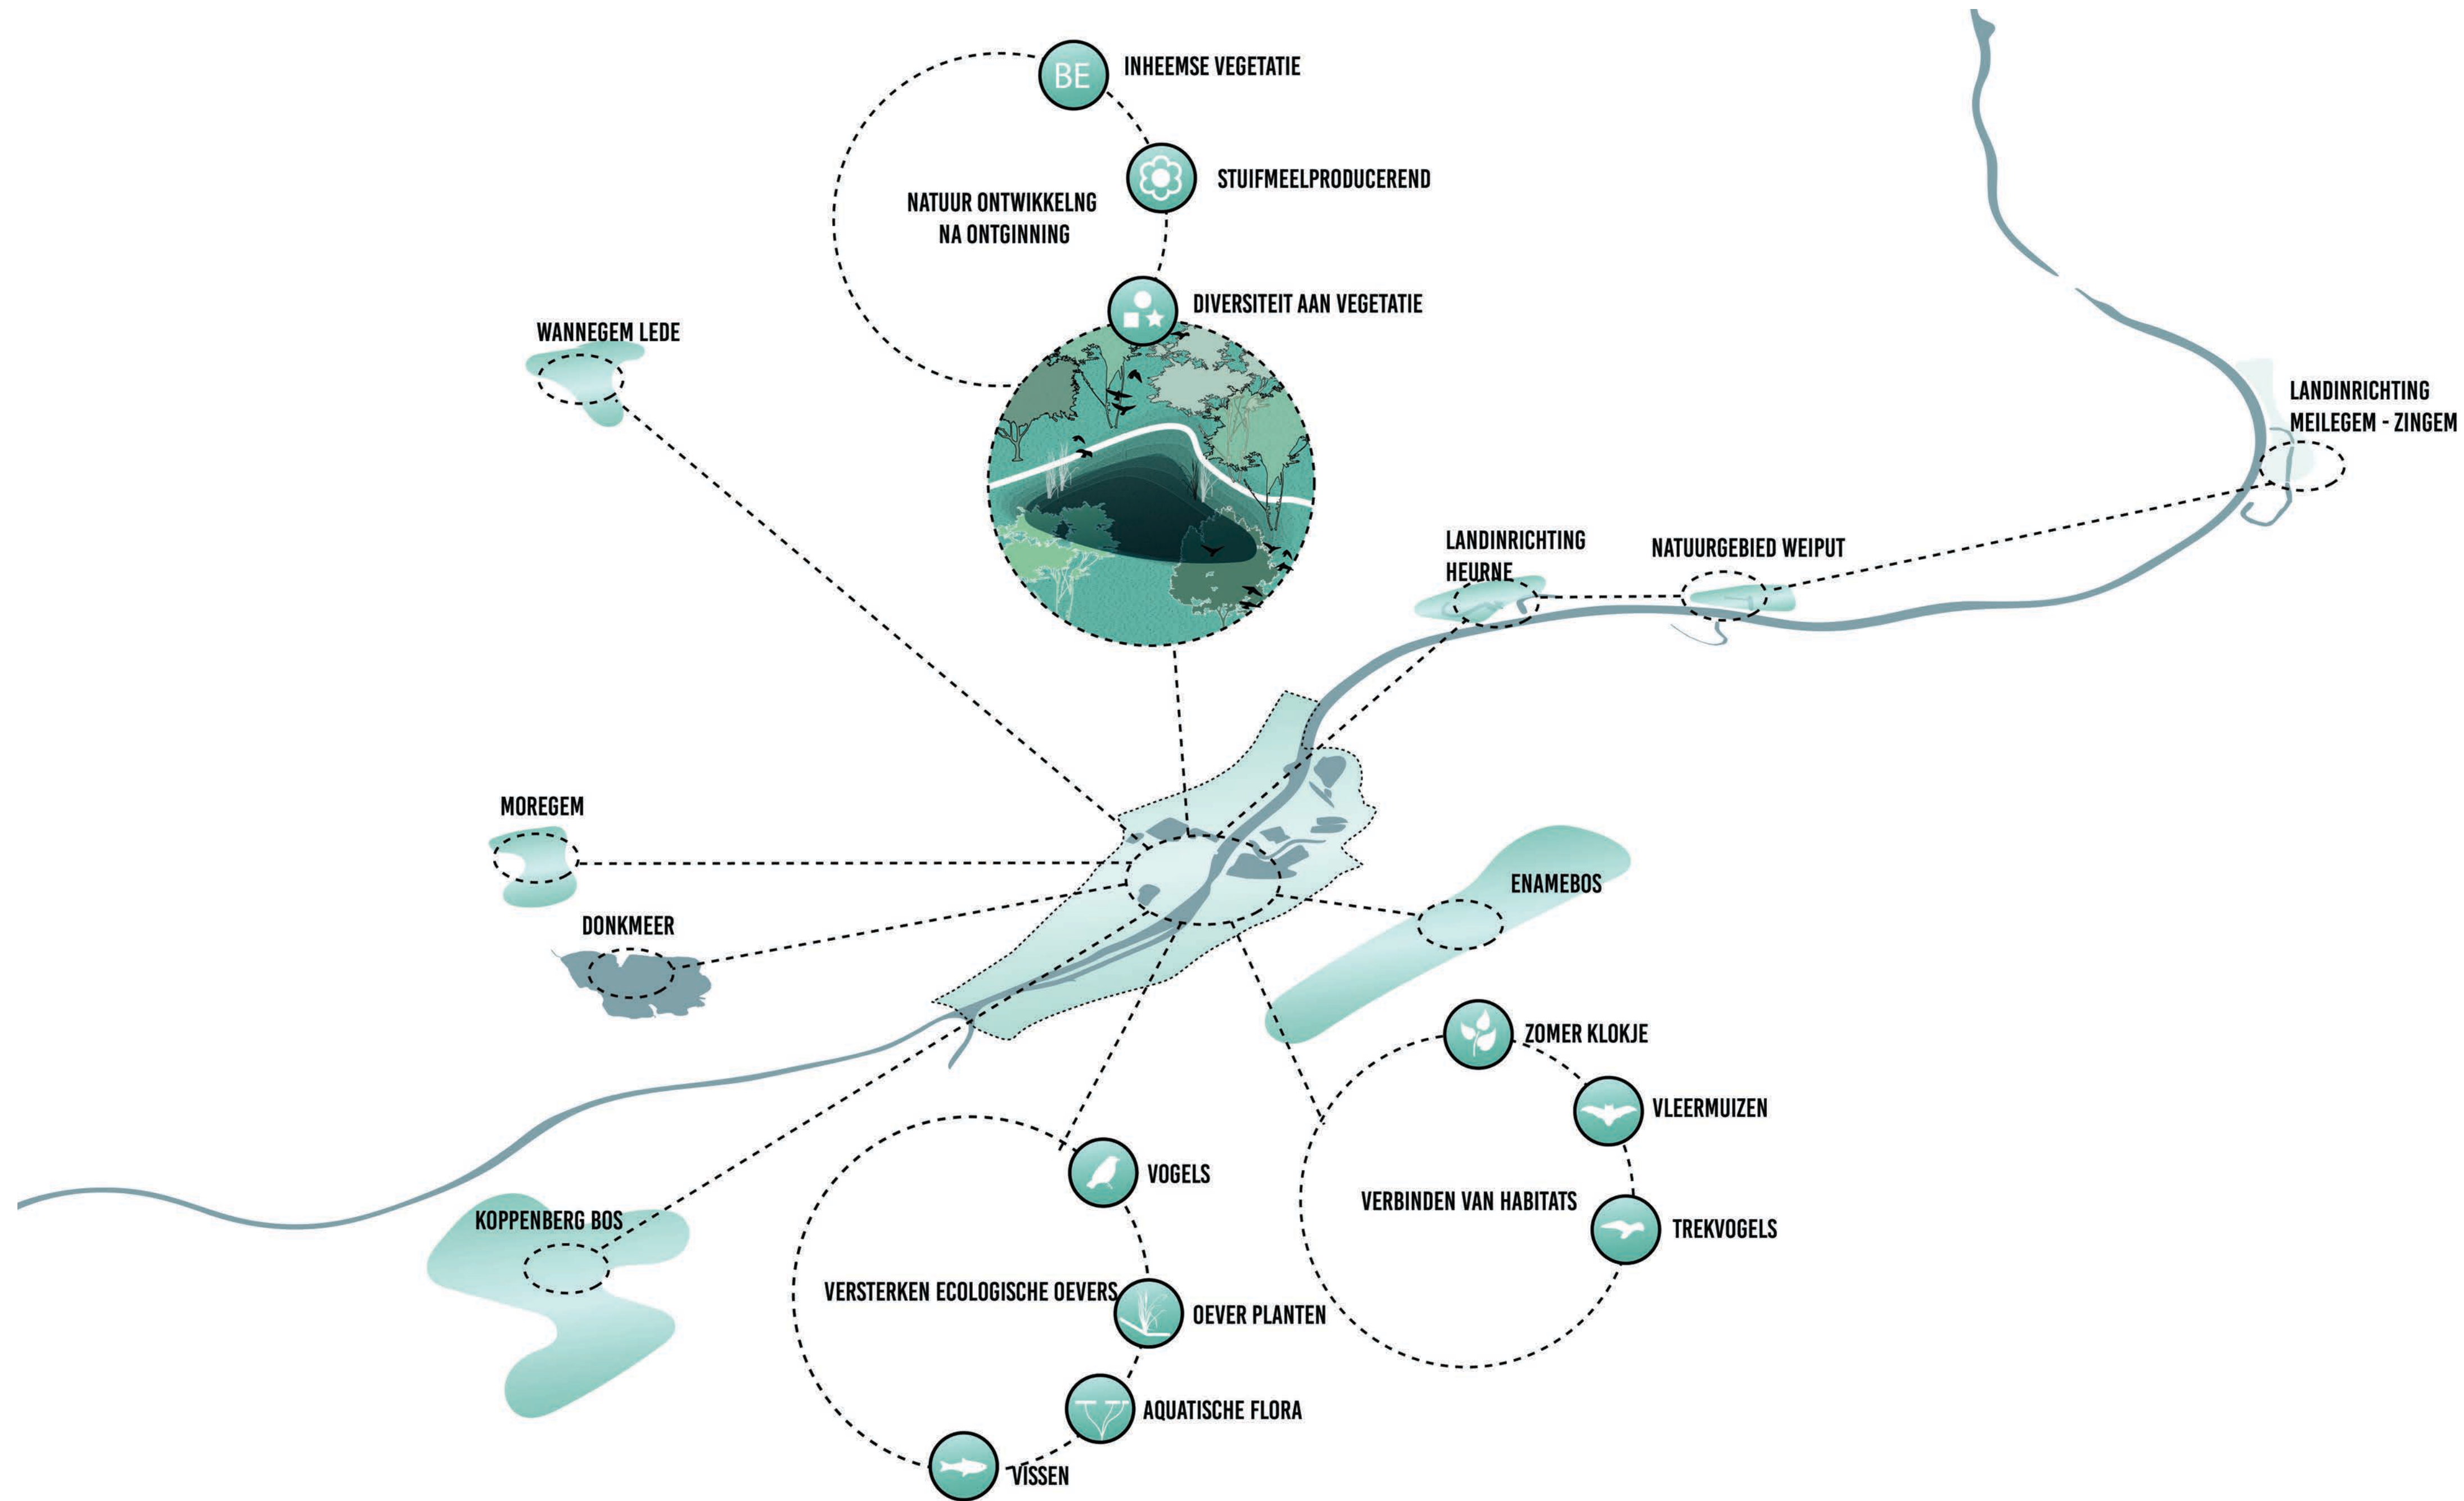 BE
INHEEMSE VEGETATIE
STUIFMEELPRODUCEREND
NATUUR ONTWIKKELNG
NA ONTGINNING
DIVERSITEIT AAN VEGETATIE
WANNEGEM LEDE
LANDINRICHTING
MEILEGEM - ZINGEM
LANDINRICHTING
HEURNE
NATUURGEBIED WEIPUT
MOREGEM
ENAMEBOS
DONKMEER
ZOMER KLOKJE
VLEERMUIZEN
VOGELS
VERBINDEN VAN HABITATS
TREKVOGELS
KOPPENBERG BOS
VERSTERKEN ECOLOGISCHE OEVERS
OEVER PLANTEN
AQUATISCHE FLORA
VISSEN